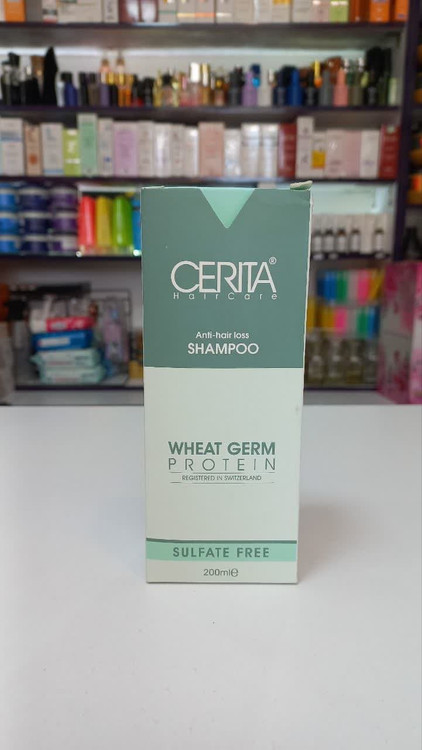 CERITA®
HairCare
Anti-hair loss
SHAMPOO
WHEAT GERM
PROTEIN
REGISTERED IN SWITZERLAND
SULFATE FREE
200ml℮